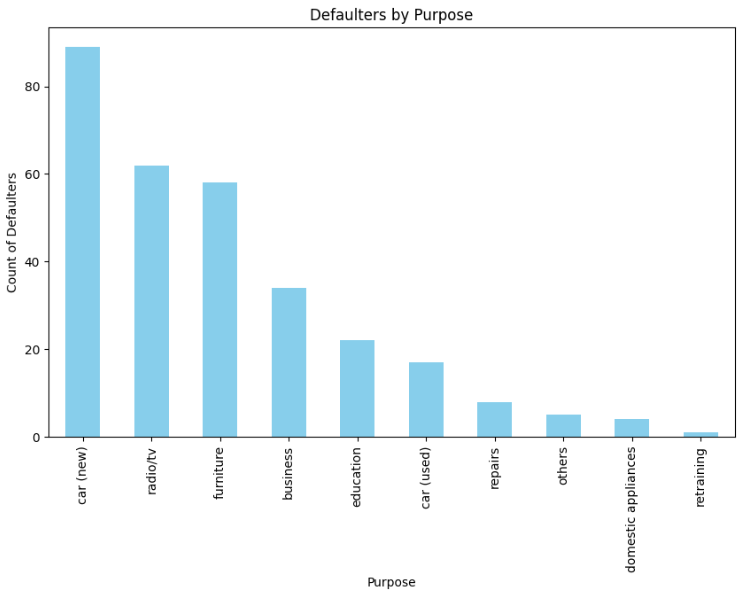 Defaulters by Purpose
Count of Defaulters
80
60
40
20
0
car (new)
radio/tv
furniture
business
education
car (used)
repairs
others
domestic appliances
retraining
Purpose